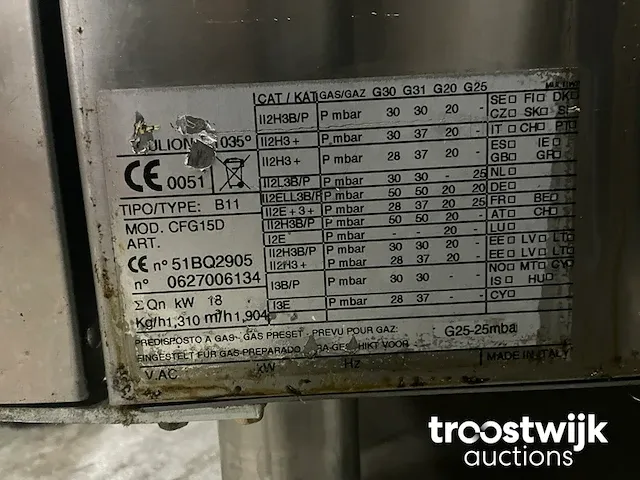 CAT / KAT GAS/GAZ G30 G31 G20 G25
II2H3B/P P mbar 30 30 20 - SE FI DK
CZ SK SI
II2H3 + P mbar 30 37 20 - IT CH PT
II2H3 + P mbar 28 37 20 - ES IE
GB GR
II2L3B/P P mbar 30 30 - 25 NL
II2ELL3B/P P mbar 50 50 20 20 DE
II2E + 3 + P mbar 28 37 20 25 FR BE
II2H3B/P P mbar 50 50 20 - AT CH
I2E P mbar - - 20 - LU
II2H3B/P P mbar 30 30 20 EE LV LT
II2H3 + P mbar 28 37 20 EE LV LT
I3B/P P mbar 30 30 - NO MT CY
IS HU
I3E P mbar 28 37 - CY
035°
CE 0051
TIPO/TYPE: B11
MOD. CFG15D
ART.
CE n° 51BQ2905
n° 0627006134
Σ Qn kW 18
Kg/h1,310 m³/h1,904
PREDISPOSTO A GAS- GAS PRESET - PREVU POUR GAZ: G25-25mba
EINGESTELLT FÜR GAS-PREPARADO
V.AC kW Hz MADE IN ITALY
troostwijk
auctions